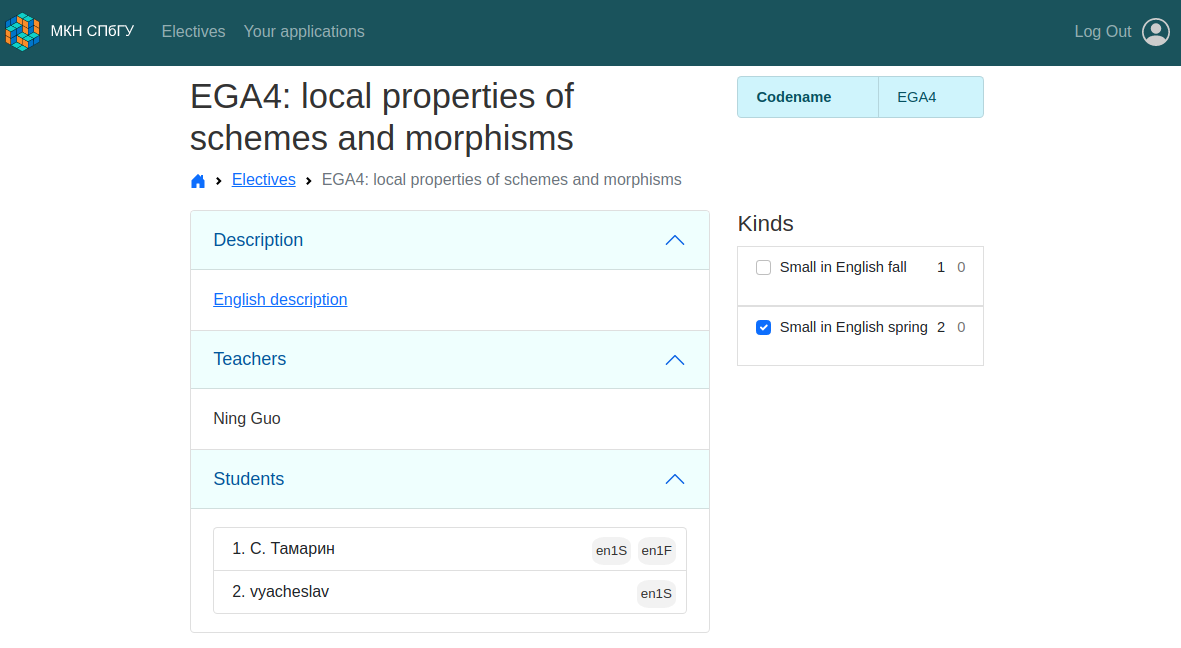 МКН СПбГУ Electives Your applications Log Out
EGA4: local properties of
schemes and morphisms
Codename EGA4
Electives EGA4: local properties of schemes and morphisms
Description
English description
Teachers
Ning Guo
Students
1. С. Тамарин en1S en1F
2. vyacheslav en1S
Kinds
Small in English fall 1 0
Small in English spring 2 0